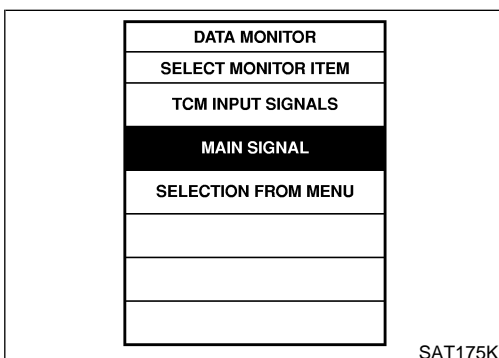 DATA MONITOR
SELECT MONITOR ITEM
TCM INPUT SIGNALS
MAIN SIGNAL
SELECTION FROM MENU
SAT175K